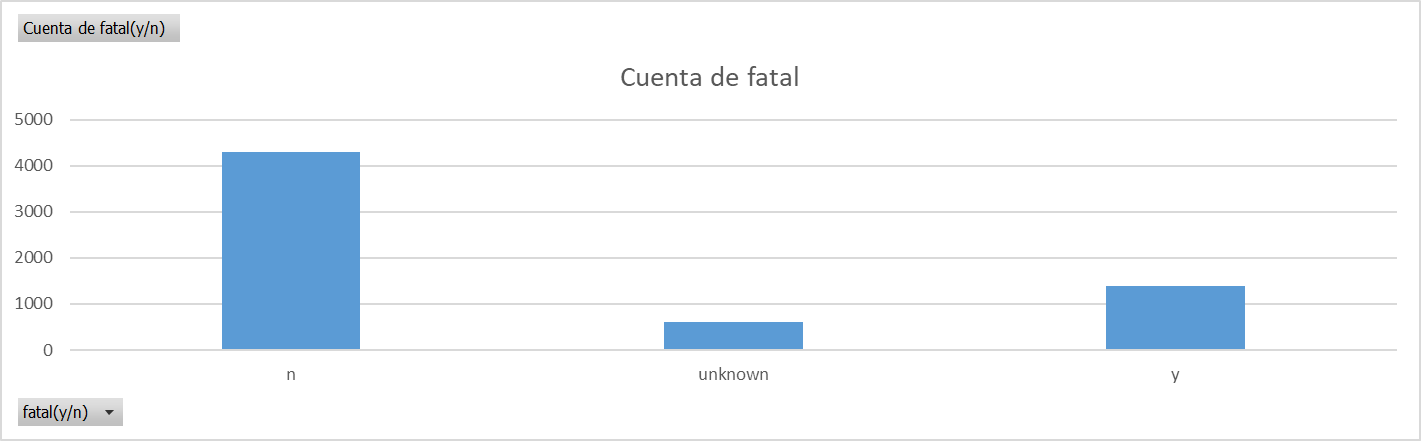 Cuenta de fatal(y/n)
Cuenta de fatal
5000
4000
3000
2000
1000
0
n unknown y
fatal(y/n)